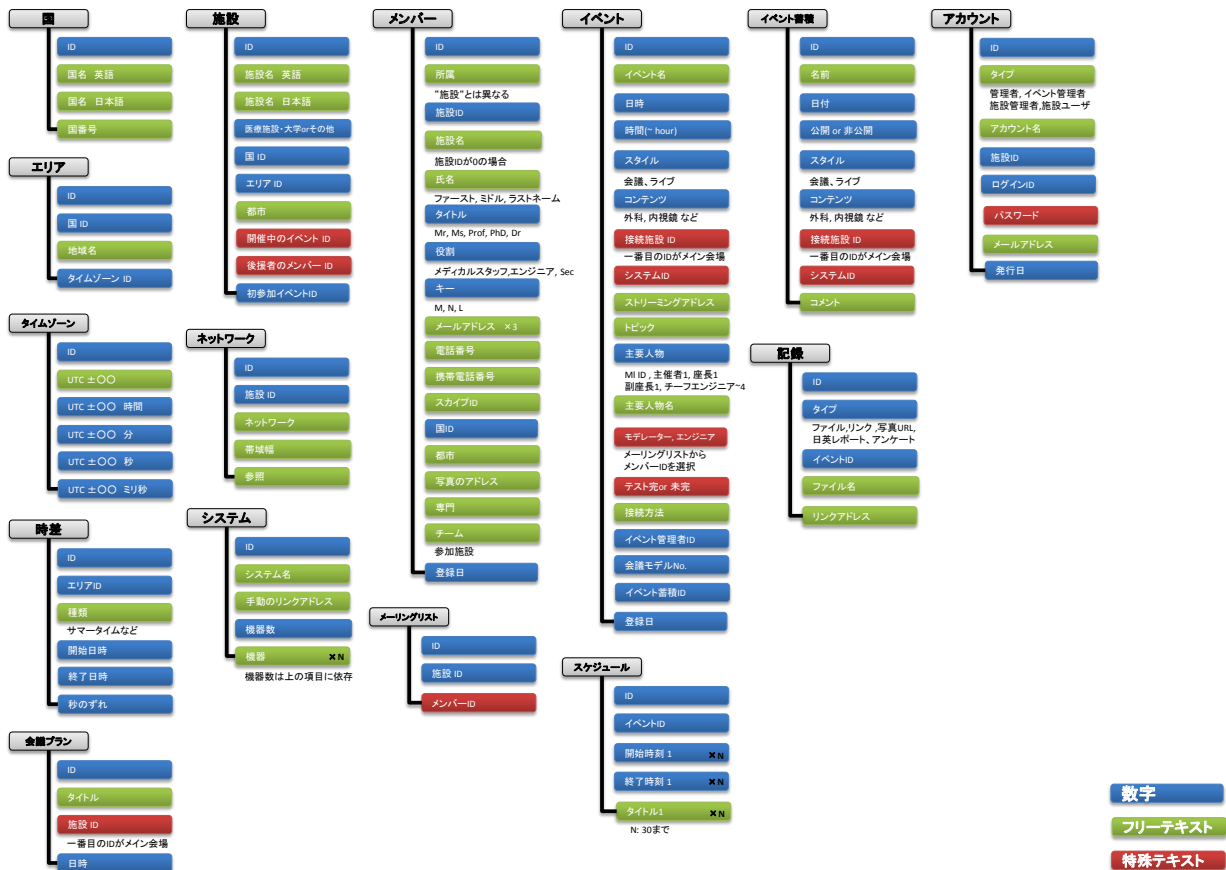 国
ID
国名 英語
国名 日本語
国番号
エリア
ID
国 ID
地域名
タイムゾーン ID
タイムゾーン
ID
UTC ±〇〇
UTC ±〇〇 時間
UTC ±〇〇 分
UTC ±〇〇 秒
UTC ±〇〇 ミリ秒
時差
ID
エリアID
種類
サマータイムなど
開始日時
終了日時
秒のずれ
会議プラン
ID
タイトル
施設 ID
一番目のIDがメイン会場
日時
施設
ID
施設名 英語
施設名 日本語
医療施設・大学orその他
国 ID
エリア ID
都市
開催中のイベント ID
後援者のメンバー ID
初参加イベントID
ネットワーク
ID
施設 ID
ネットワーク
帯域幅
参照
システム
ID
システム名
手動のリンクアドレス
機器数
機器 ×N
機器数は上の項目に依存
メンバー
ID
所属
"施設"とは異なる
施設ID
施設名
施設IDが0の場合
氏名
ファースト, ミドル, ラストネーム
タイトル
Mr, Ms, Prof, PhD, Dr
役割
メディカルスタッフ,エンジニア, Sec
キー
M, N, L
メールアドレス ×3
電話番号
携帯電話番号
スカイプID
国ID
都市
写真のアドレス
専門
チーム
参加施設
登録日
メーリングリスト
ID
施設 ID
メンバーID
イベント
ID
イベント名
日時
時間(~ hour)
スタイル
会議、ライブ
コンテンツ
外科, 内視鏡 など
接続施設 ID
一番目のIDがメイン会場
システムID
ストリーミングアドレス
トピック
主要人物
Ml ID , 主催者1, 座長1
副座長1, チーフエンジニア~4
主要人物名
モデレーター, エンジニア
メーリングリストから
メンバーIDを選択
テスト完or 未完
接続方法
イベント管理者ID
会議モデルNo.
イベント蓄積ID
登録日
スケジュール
ID
イベントID
開始時刻 1 ×N
終了時刻 1 ×N
タイトル1 ×N
N: 30まで
イベント蓄積
ID
名前
日付
公開 or 非公開
スタイル
会議、ライブ
コンテンツ
外科, 内視鏡 など
接続施設 ID
一番目のIDがメイン会場
システムID
コメント
記録
ID
タイプ
ファイル,リンク ,写真URL,
日英レポート、アンケート
イベントID
ファイル名
リンクアドレス
アカウント
ID
タイプ
管理者, イベント管理者
施設管理者,施設ユーザ
アカウント名
施設ID
ログインID
パスワード
メールアドレス
発行日
数字
フリーテキスト
特殊テキスト